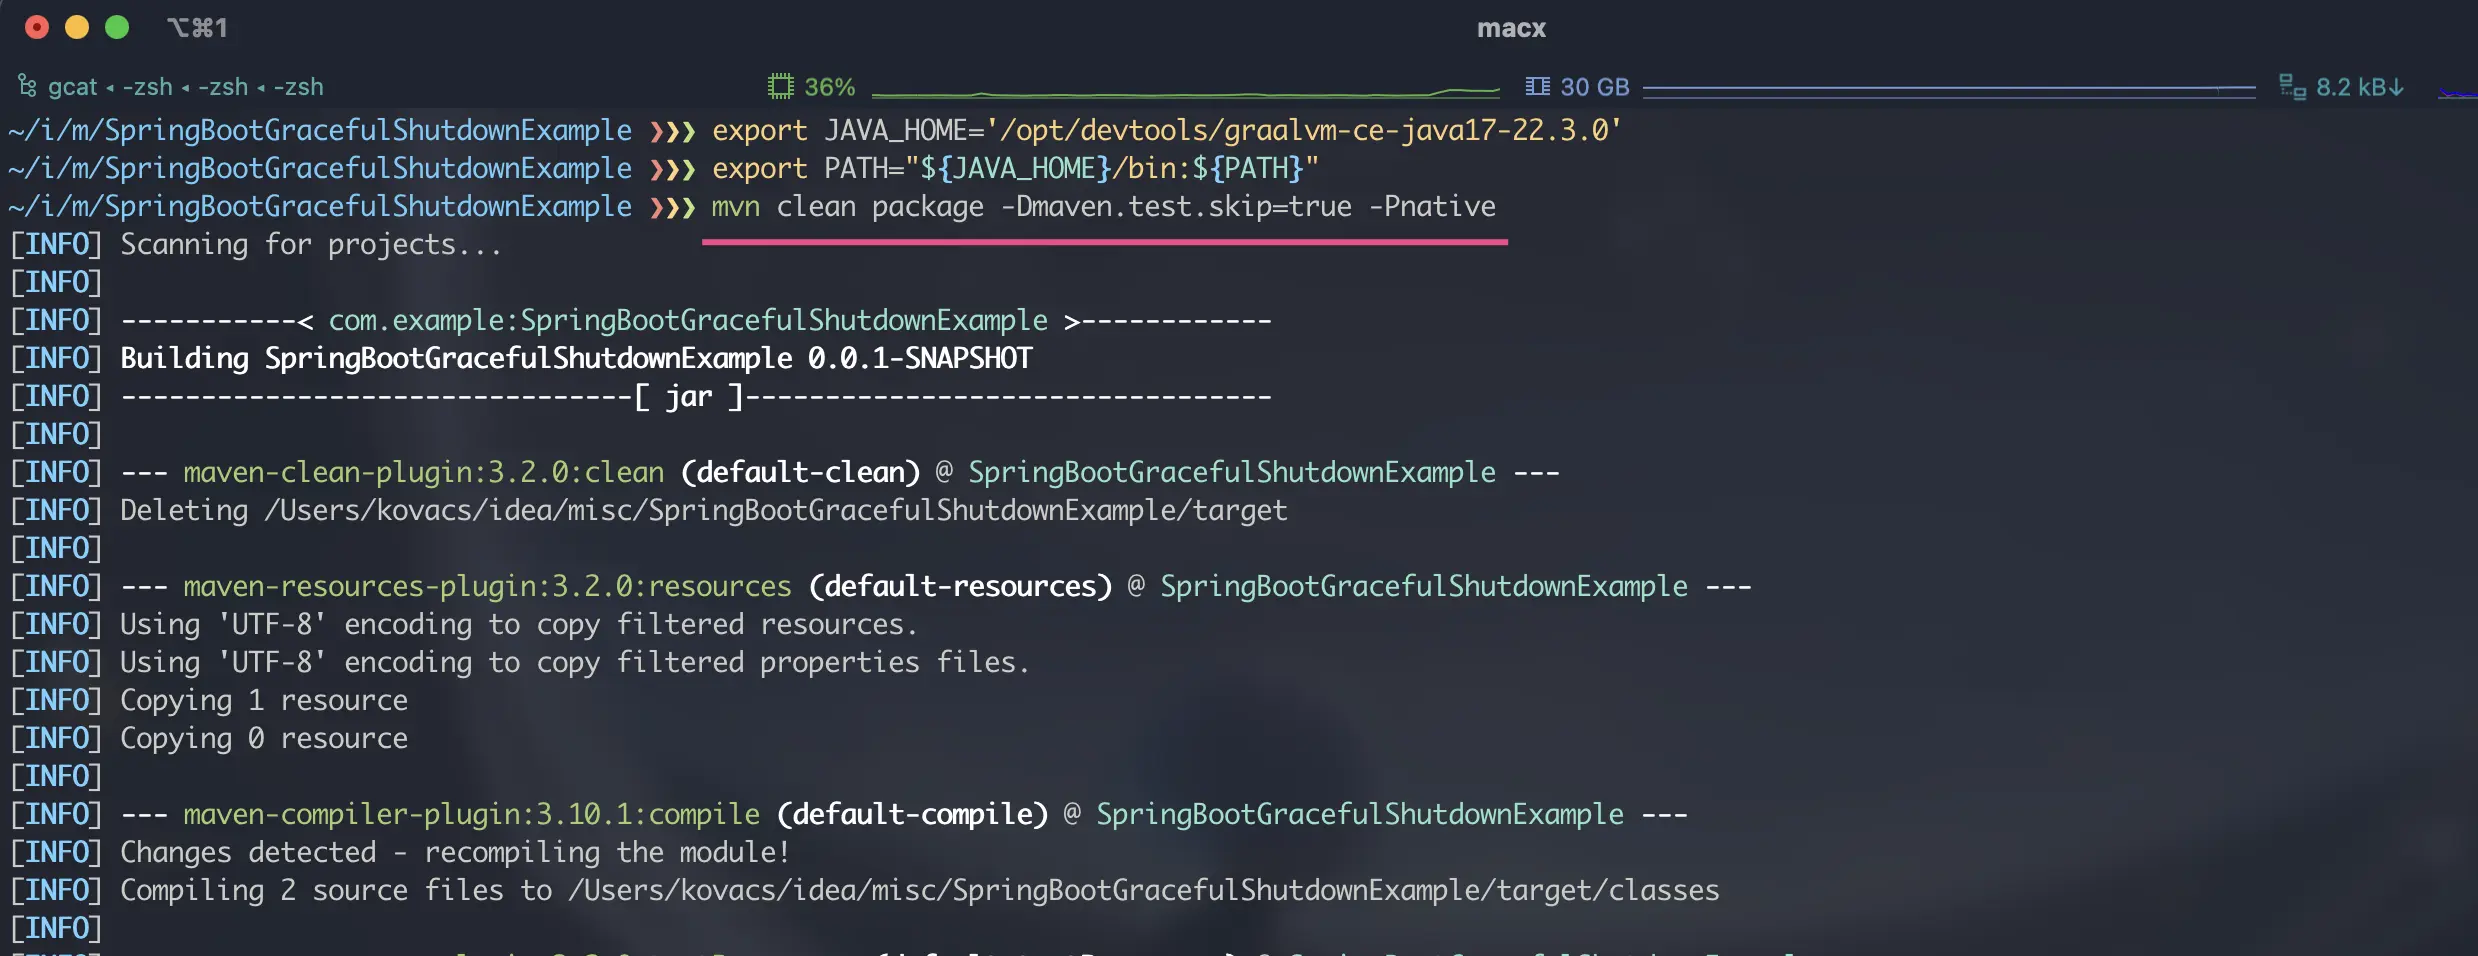 ⌥⌘1
macx
gcat ◂ -zsh ◂ -zsh ◂ -zsh 36% 30 GB 8.2 kB↓
~/i/m/SpringBootGracefulShutdownExample ❯❯❯ export JAVA_HOME='/opt/devtools/graalvm-ce-java17-22.3.0'
~/i/m/SpringBootGracefulShutdownExample ❯❯❯ export PATH="${JAVA_HOME}/bin:${PATH}"
~/i/m/SpringBootGracefulShutdownExample ❯❯❯ mvn clean package -Dmaven.test.skip=true -Pnative
[INFO] Scanning for projects...
[INFO]
[INFO] -----------< com.example:SpringBootGracefulShutdownExample >------------
[INFO] Building SpringBootGracefulShutdownExample 0.0.1-SNAPSHOT
[INFO] --------------------------------[ jar ]---------------------------------
[INFO]
[INFO] --- maven-clean-plugin:3.2.0:clean (default-clean) @ SpringBootGracefulShutdownExample ---
[INFO] Deleting /Users/kovacs/idea/misc/SpringBootGracefulShutdownExample/target
[INFO]
[INFO] --- maven-resources-plugin:3.2.0:resources (default-resources) @ SpringBootGracefulShutdownExample ---
[INFO] Using 'UTF-8' encoding to copy filtered resources.
[INFO] Using 'UTF-8' encoding to copy filtered properties files.
[INFO] Copying 1 resource
[INFO] Copying 0 resource
[INFO]
[INFO] --- maven-compiler-plugin:3.10.1:compile (default-compile) @ SpringBootGracefulShutdownExample ---
[INFO] Changes detected - recompiling the module!
[INFO] Compiling 2 source files to /Users/kovacs/idea/misc/SpringBootGracefulShutdownExample/target/classes
[INFO]